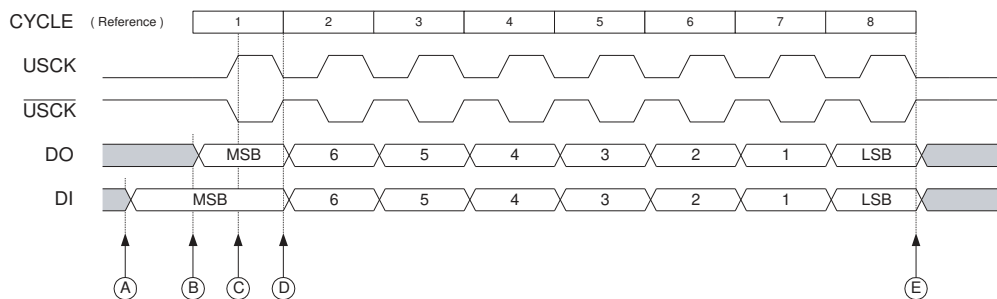 CYCLE ( Reference ) 1 2 3 4 5 6 7 8
USCK
USCK
DO MSB 6 5 4 3 2 1 LSB
DI MSB 6 5 4 3 2 1 LSB
A B C D E